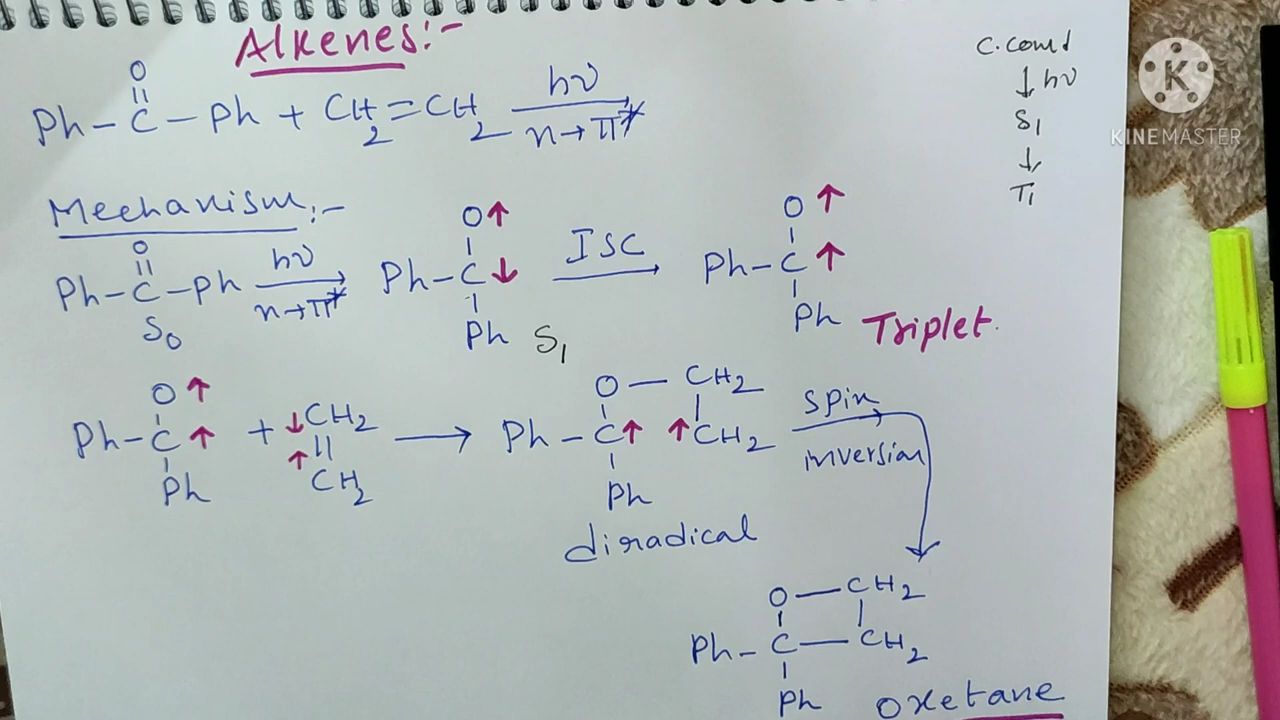 Alkenes:-
O
||
Ph-C-Ph + CH2=CH2 hν n→π*
C.Comd
↓hν
S1
↓
T1
KINEMASTER
Mechanism:-
O
||
Ph-C-Ph hν n→π*
S0
O↑
|
Ph-C↓
|
Ph S1
ISC
O↑
|
Ph-C↑
|
Ph Triplet.
O↑
|
Ph-C↑
|
Ph
+
↓CH2
↑||
CH2
→
O—CH2
| |
Ph-C↑ ↑CH2
|
Ph
diradical
spin
inversion
O—CH2
| |
Ph-C—CH2
|
Ph oxetane